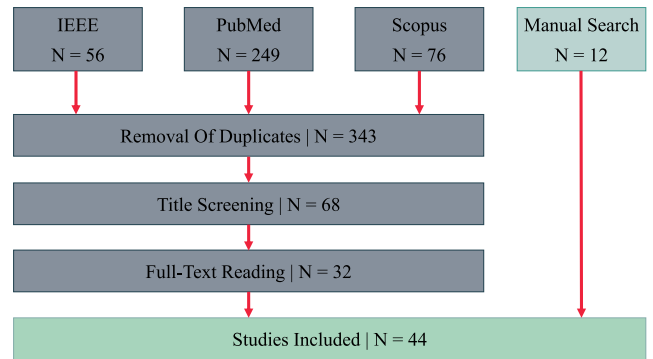 IEEE
N = 56
PubMed
N = 249
Scopus
N = 76
Manual Search
N = 12
Removal Of Duplicates | N = 343
Title Screening | N = 68
Full-Text Reading | N = 32
Studies Included | N = 44